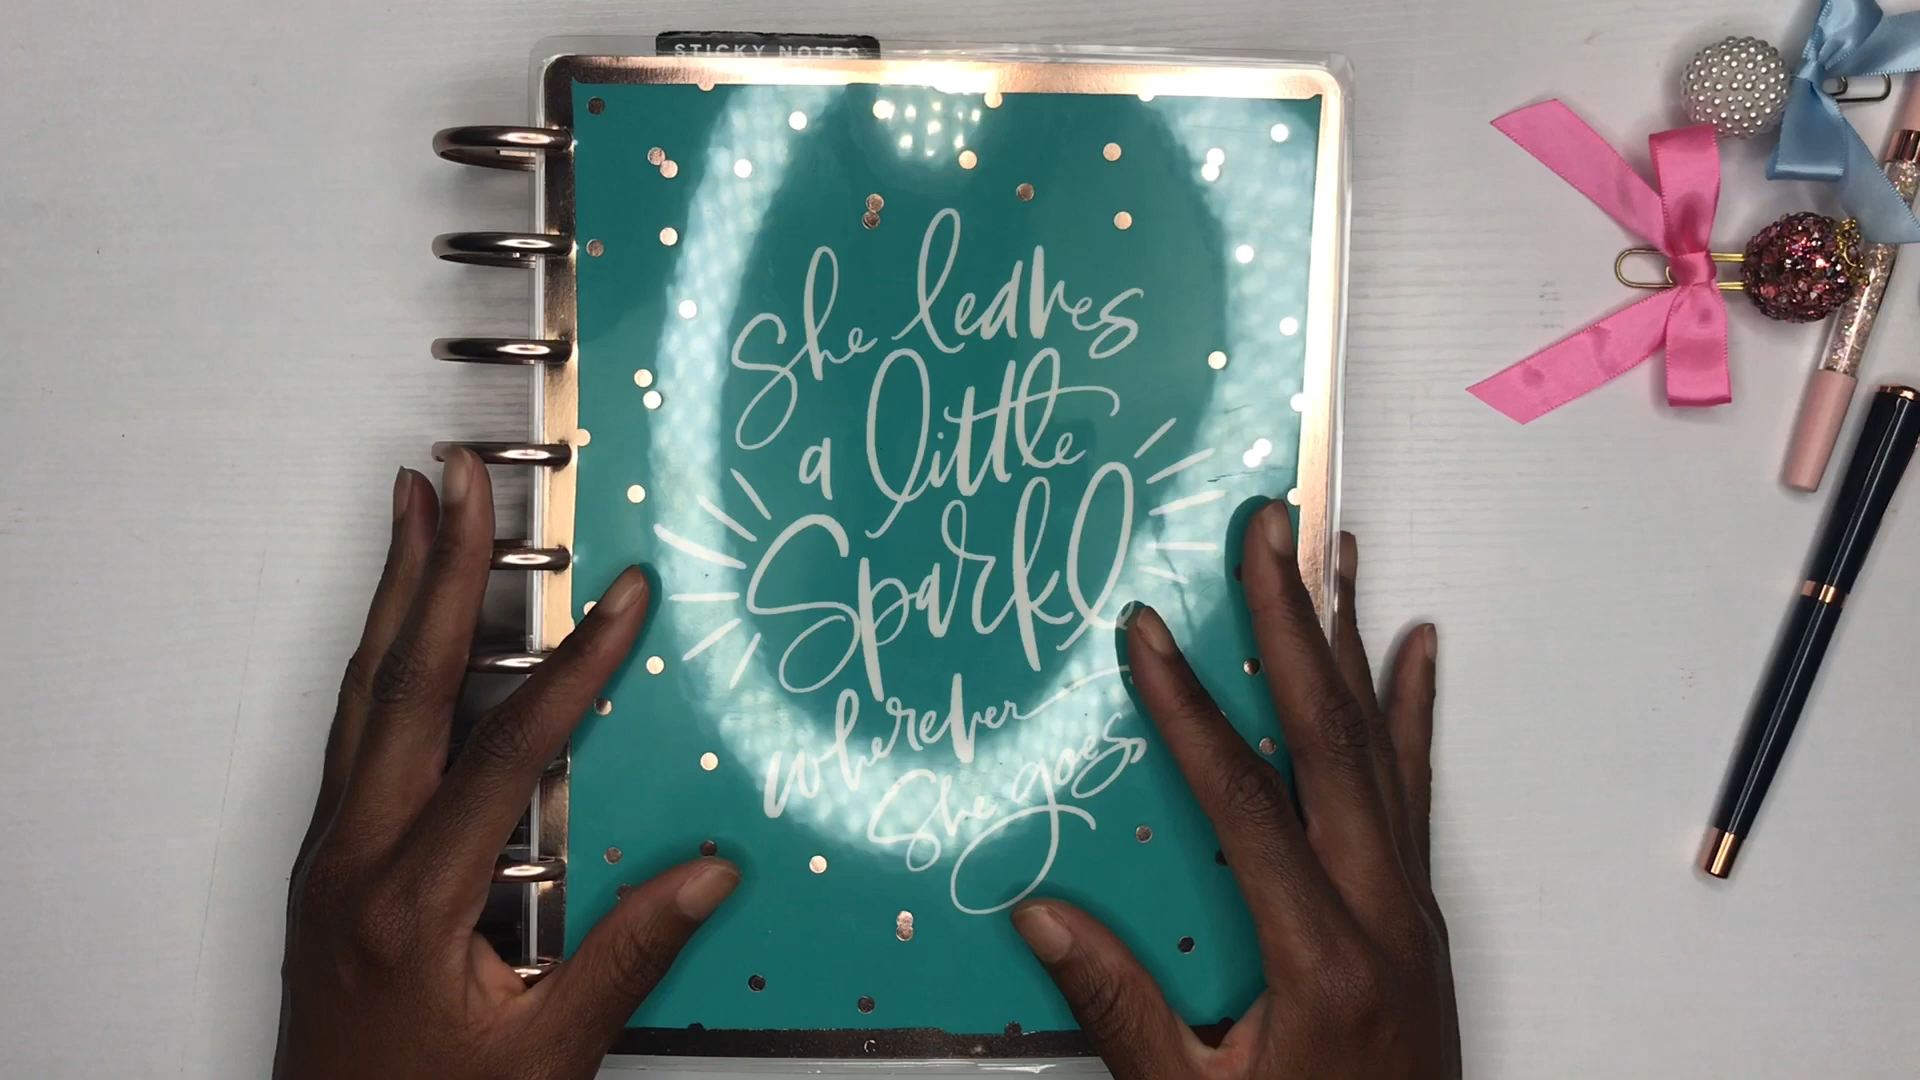 STICKY NOTES
She leaves
a little
Sparkle
wherever
She goes